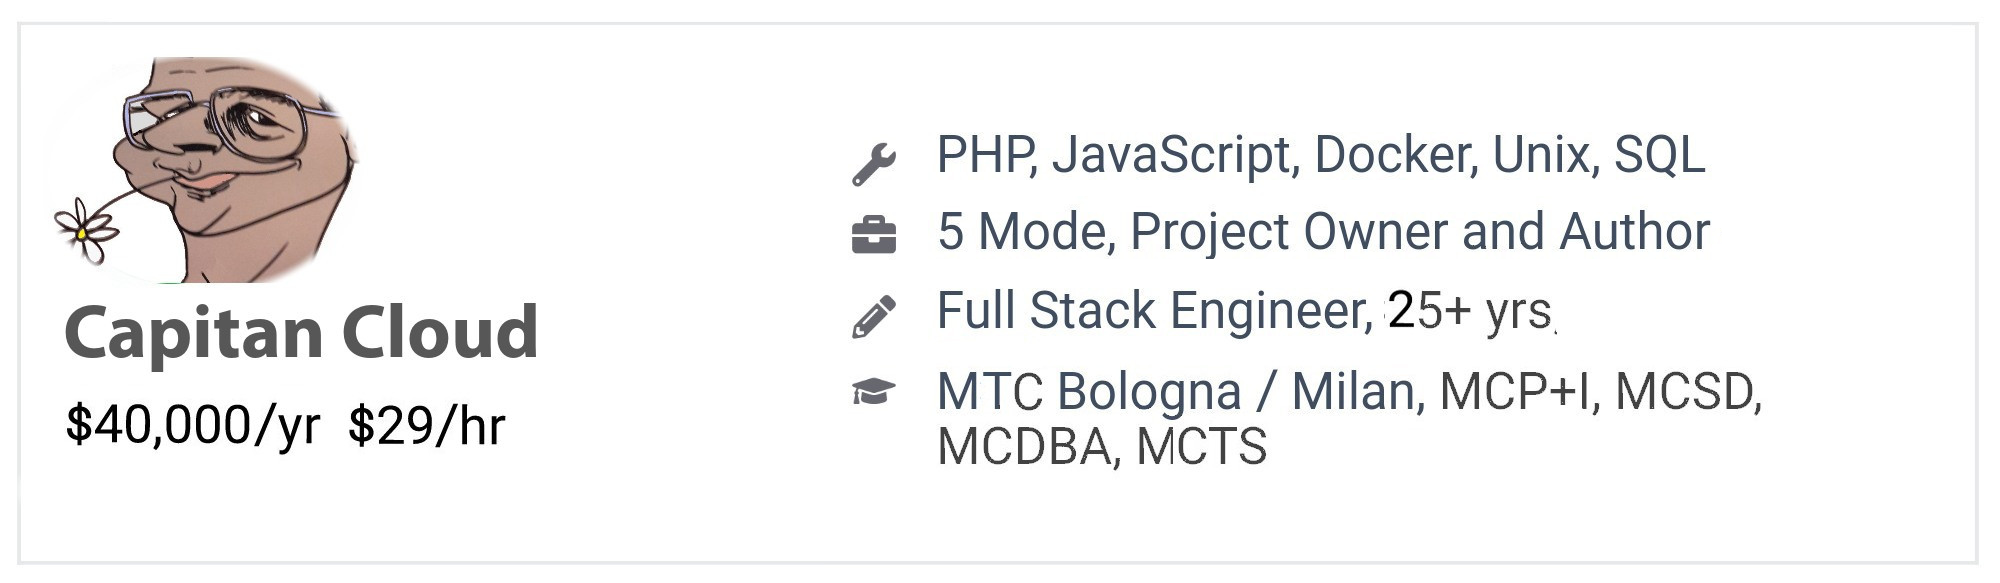 Capitan Cloud
$40,000/yr $29/hr
PHP, JavaScript, Docker, Unix, SQL
5 Mode, Project Owner and Author
Full Stack Engineer, 25+ yrs
MTC Bologna / Milan, MCP+I, MCSD,
MCDBA, MCTS